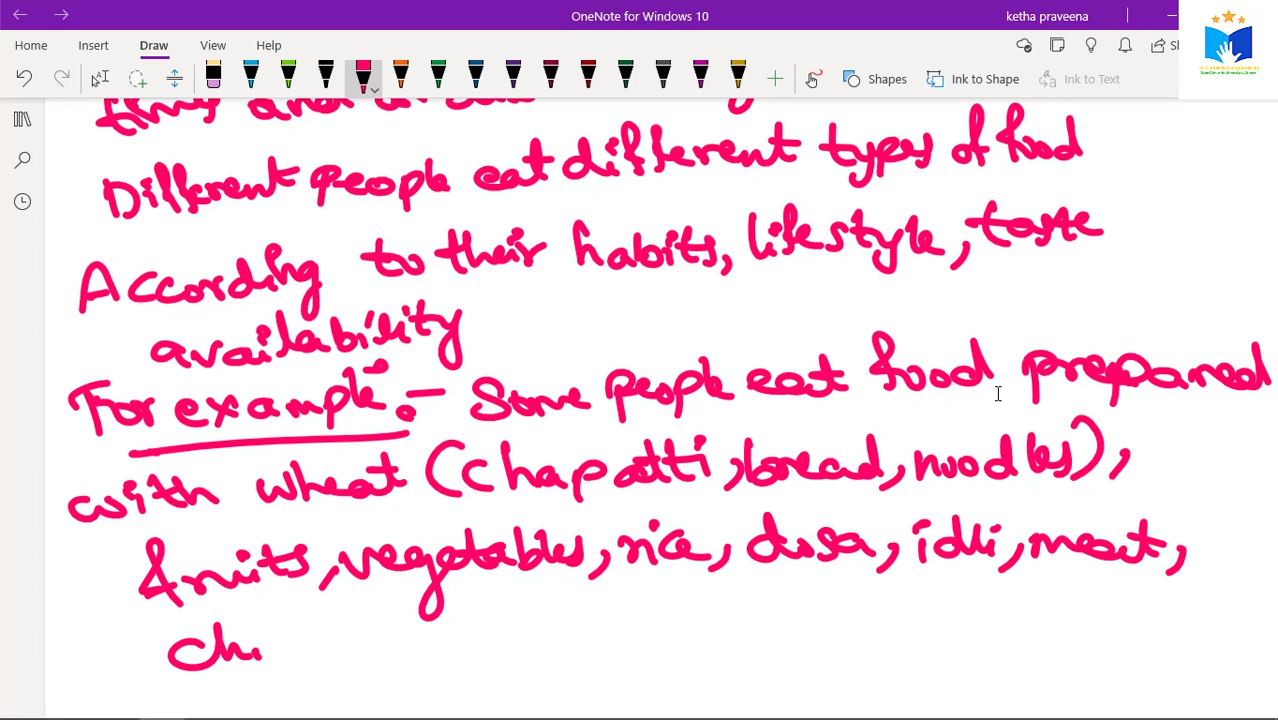 OneNote for Windows 10
ketha praveena
Home Insert Draw View Help
Shapes Ink to Shape Ink to Text
Different people eat different types of food
According to their habits, lifestyle, taste
availability
For example :- Some people eat food prepared
with wheat (chapatti, bread, noodles),
fruits, vegetables, rice, dosa, idli, meat,
ch